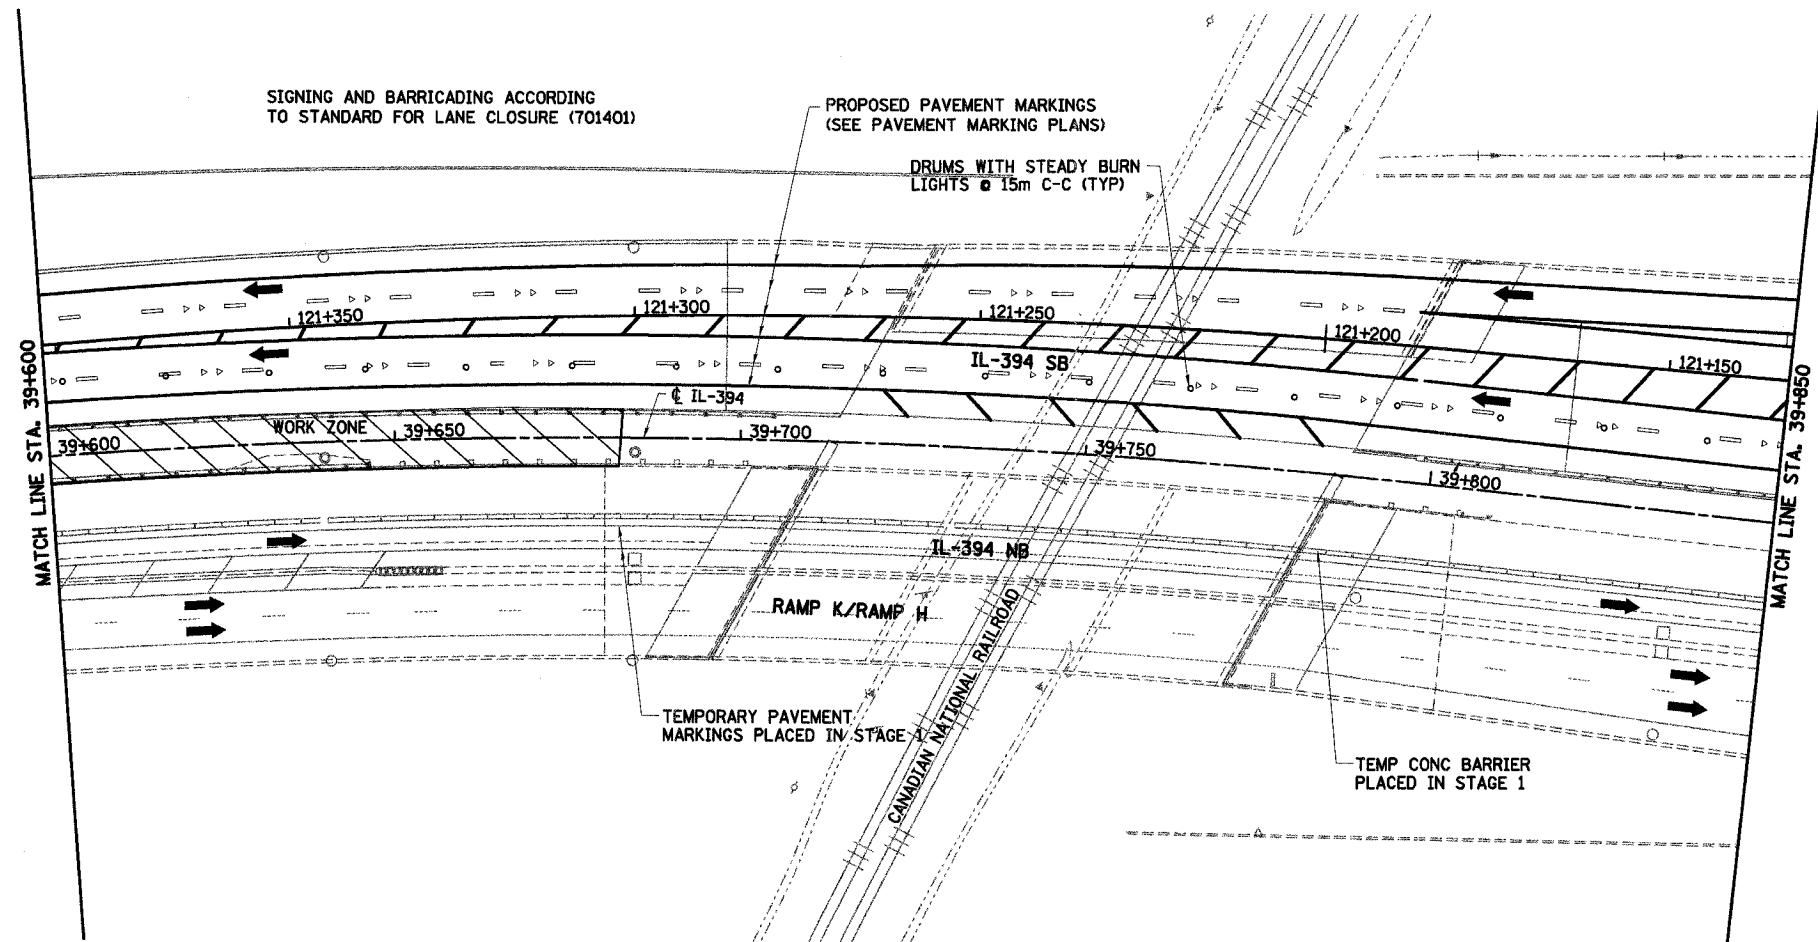 SIGNING AND BARRICADING ACCORDING
TO STANDARD FOR LANE CLOSURE (701401)
PROPOSED PAVEMENT MARKINGS
(SEE PAVEMENT MARKING PLANS)
DRUMS WITH STEADY BURN
LIGHTS @ 15m C-C (TYP)
121+350
121+300
121+250
121+200
121+150
IL-394 SB
℄ IL-394
MATCH LINE STA. 39+600
MATCH LINE STA. 39+850
WORK ZONE
39+600
39+650
39+700
39+750
39+800
IL-394 NB
RAMP K/RAMP H
CANADIAN NATIONAL RAILROAD
TEMPORARY PAVEMENT
MARKINGS PLACED IN STAGE 1
TEMP CONC BARRIER
PLACED IN STAGE 1